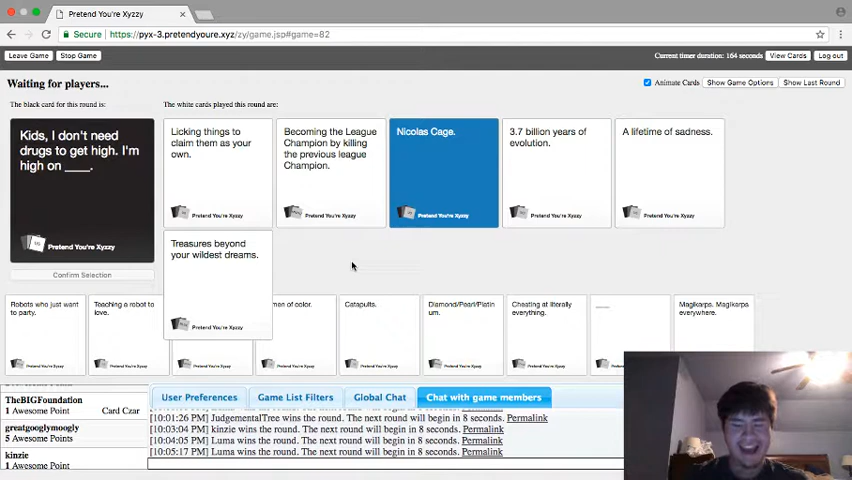 Pretend You're Xyzzy
Secure
https://pyx-3.pretendyoure.xyz/zy/game.jsp#game=82
Leave Game
Stop Game
Current timer duration: 164 seconds
View Cards
Log out
Waiting for players...
Animate Cards
Show Game Options
Show Last Round
The black card for this round is:
The white cards played this round are:
Kids, I don't need
drugs to get high. I'm
high on ____.
Pretend You're Xyzzy
Confirm Selection
Licking things to
claim them as your
own.
Pretend You're Xyzzy
Becoming the League
Champion by killing
the previous league
Champion.
Pretend You're Xyzzy
Nicolas Cage.
Pretend You're Xyzzy
3.7 billion years of
evolution.
Pretend You're Xyzzy
A lifetime of sadness.
Pretend You're Xyzzy
Treasures beyond
your wildest dreams.
Pretend You're Xyzzy
Robots who just want
to party.
Teaching a robot to
love.
men of color.
Catapults.
Diamond/Pearl/Platin
um.
Cheating at literally
everything.
Magikarps. Magikarps
everywhere.
User Preferences
Game List Filters
Global Chat
Chat with game members
TheBIGFoundation
1 Awesome Point
Card Czar
greatgooglymoogly
5 Awesome Points
kinzie
1 Awesome Point
[10:01:26 PM] JudgementalTree wins the round. The next round will begin in 8 seconds. Permalink
[10:03:04 PM] kinzie wins the round. The next round will begin in 8 seconds. Permalink
[10:04:05 PM] Luma wins the round. The next round will begin in 8 seconds. Permalink
[10:05:17 PM] Luma wins the round. The next round will begin in 8 seconds. Permalink